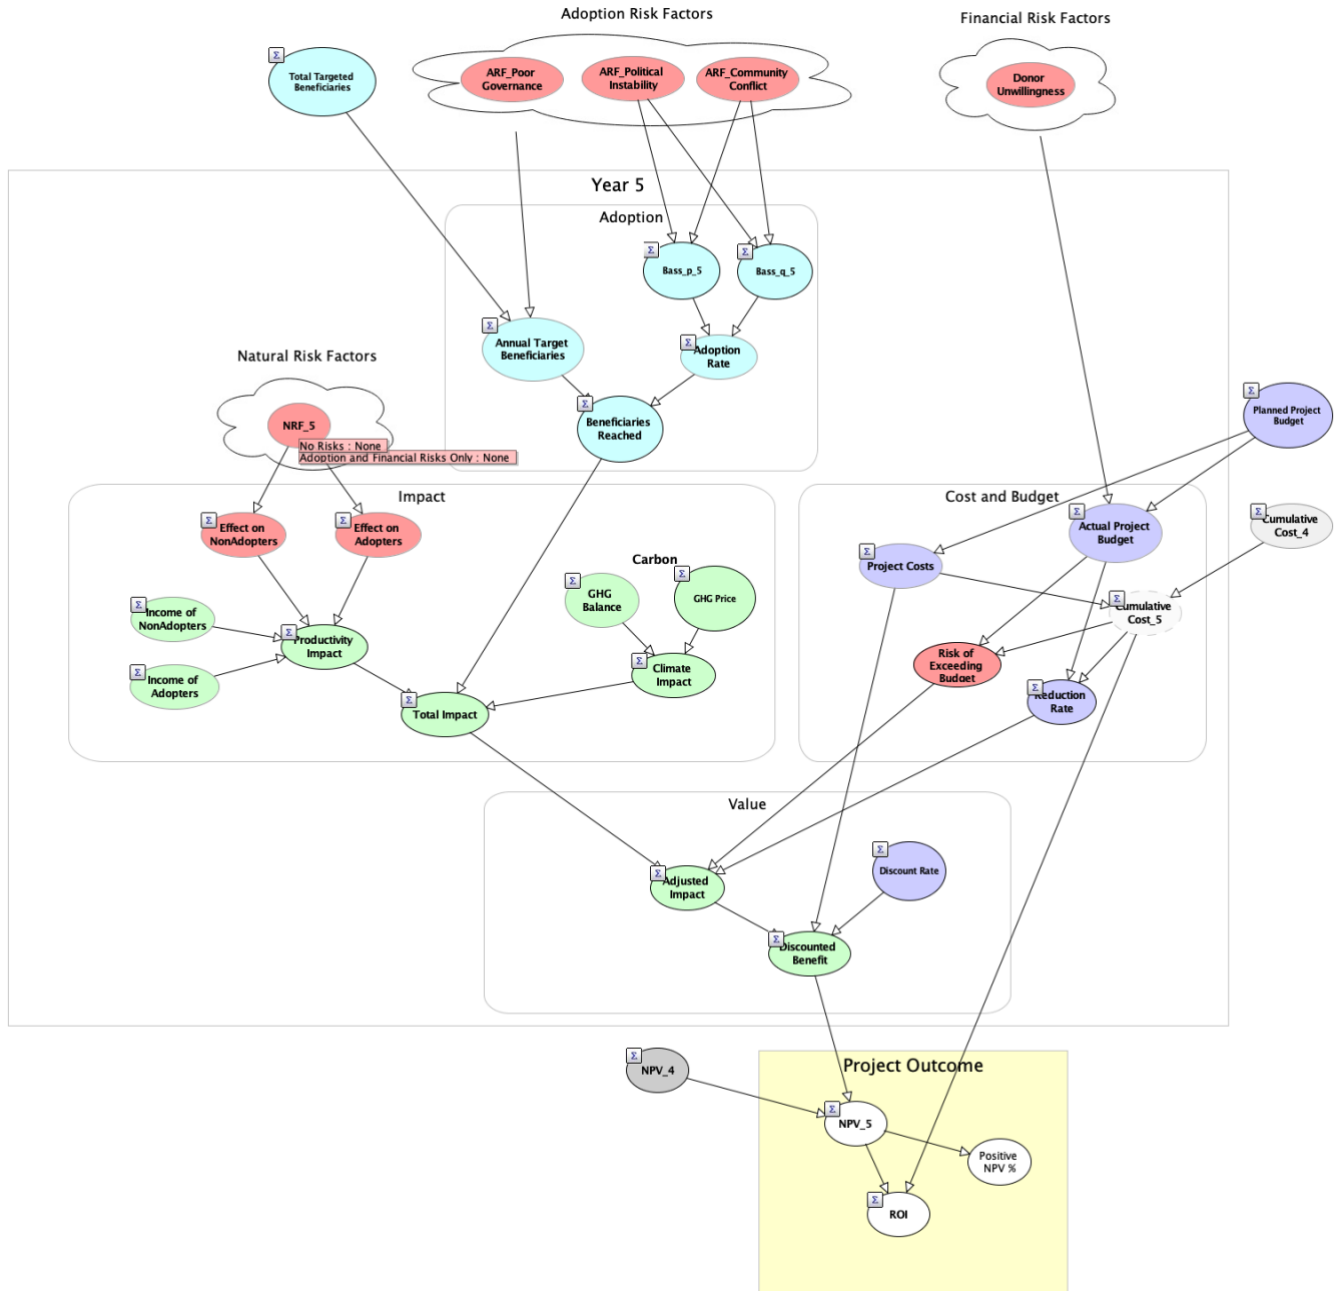 Adoption Risk Factors
Financial Risk Factors
Σ
Total Targeted
Beneficiaries
ARF_Poor
Governance
ARF_Political
Instability
ARF_Community
Conflict
Donor
Unwillingness
Year 5
Adoption
Σ
Bass_p_5
Σ
Bass_q_5
Σ
Annual Target
Beneficiaries
Σ
Adoption
Rate
Natural Risk Factors
Σ
Beneficiaries
Reached
Σ
Planned Project
Budget
NRF_5
No Risks : None
Adoption and Financial Risks Only : None
Impact
Cost and Budget
Σ
Effect on
NonAdopters
Σ
Effect on
Adopters
Σ
Actual Project
Budget
Σ
Cumulative
Cost_4
Σ
Project Costs
Carbon
Σ
GHG
Balance
Σ
GHG Price
Σ
Cumulative
Cost_5
Σ
Income of
NonAdopters
Σ
Productivity
Impact
Σ
Income of
Adopters
Σ
Climate
Impact
Risk of
Exceeding
Budget
Σ
Reduction
Rate
Σ
Total Impact
Value
Σ
Adjusted
Impact
Σ
Discount Rate
Σ
Discounted
Benefit
Σ
NPV_4
Project Outcome
Σ
NPV_5
Positive
NPV %
Σ
ROI